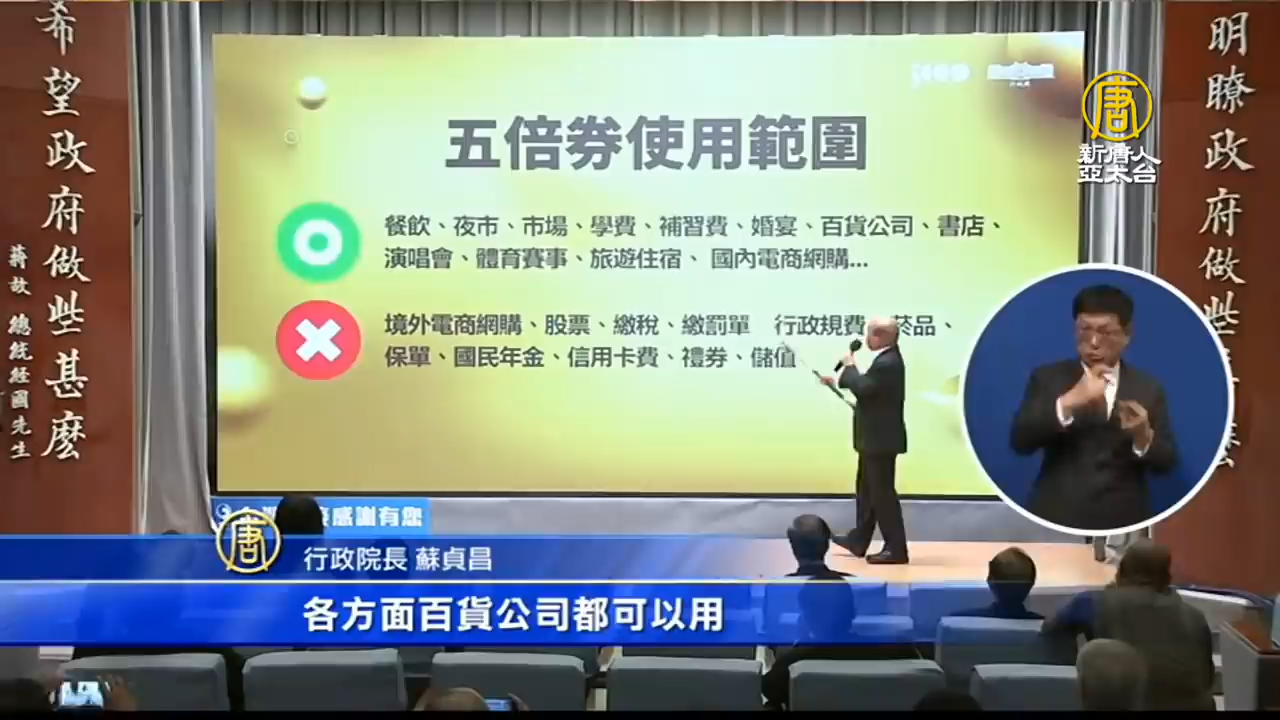 希望政府做些甚麼
蔣故總統經國先生
明瞭政府做些
五倍券使用範圍
餐飲、夜市、市場、學費、補習費、婚宴、百貨公司、書店、
演唱會、體育賽事、旅遊住宿、國內電商網購...
境外電商網購、股票、繳稅、繳罰單 行政規費 菸品、
保單、國民年金、信用卡費、禮券、儲值
唐
新唐人
亞太台
感謝有您
唐
行政院長 蘇貞昌
各方面百貨公司都可以用